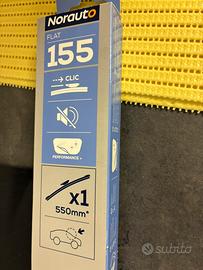 Norauto
FLAT
155
CLIC
PERFORMANCE +
x1
550mm*
subito